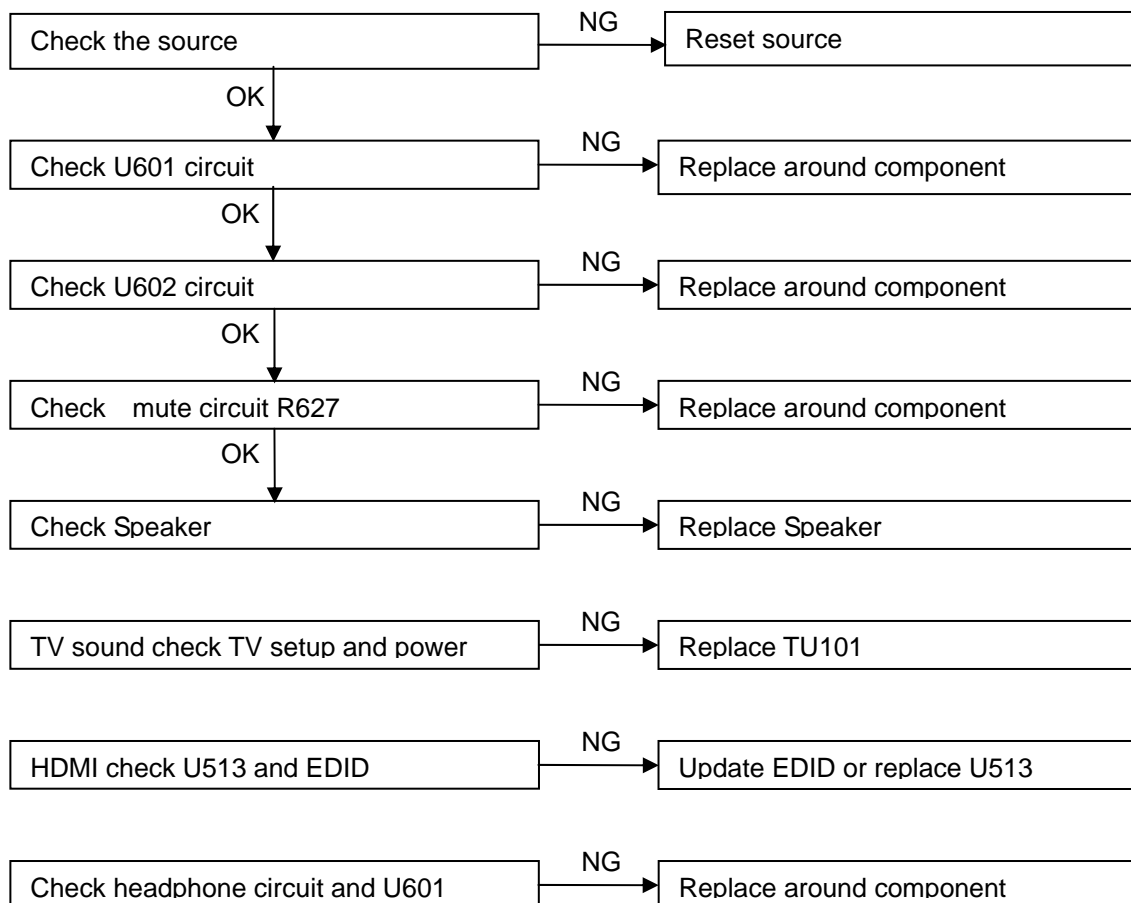 Check the source
NG
Reset source
OK
Check U601 circuit
NG
Replace around component
OK
Check U602 circuit
NG
Replace around component
OK
Check mute circuit R627
NG
Replace around component
OK
Check Speaker
NG
Replace Speaker
TV sound check TV setup and power
NG
Replace TU101
HDMI check U513 and EDID
NG
Update EDID or replace U513
Check headphone circuit and U601
NG
Replace around component